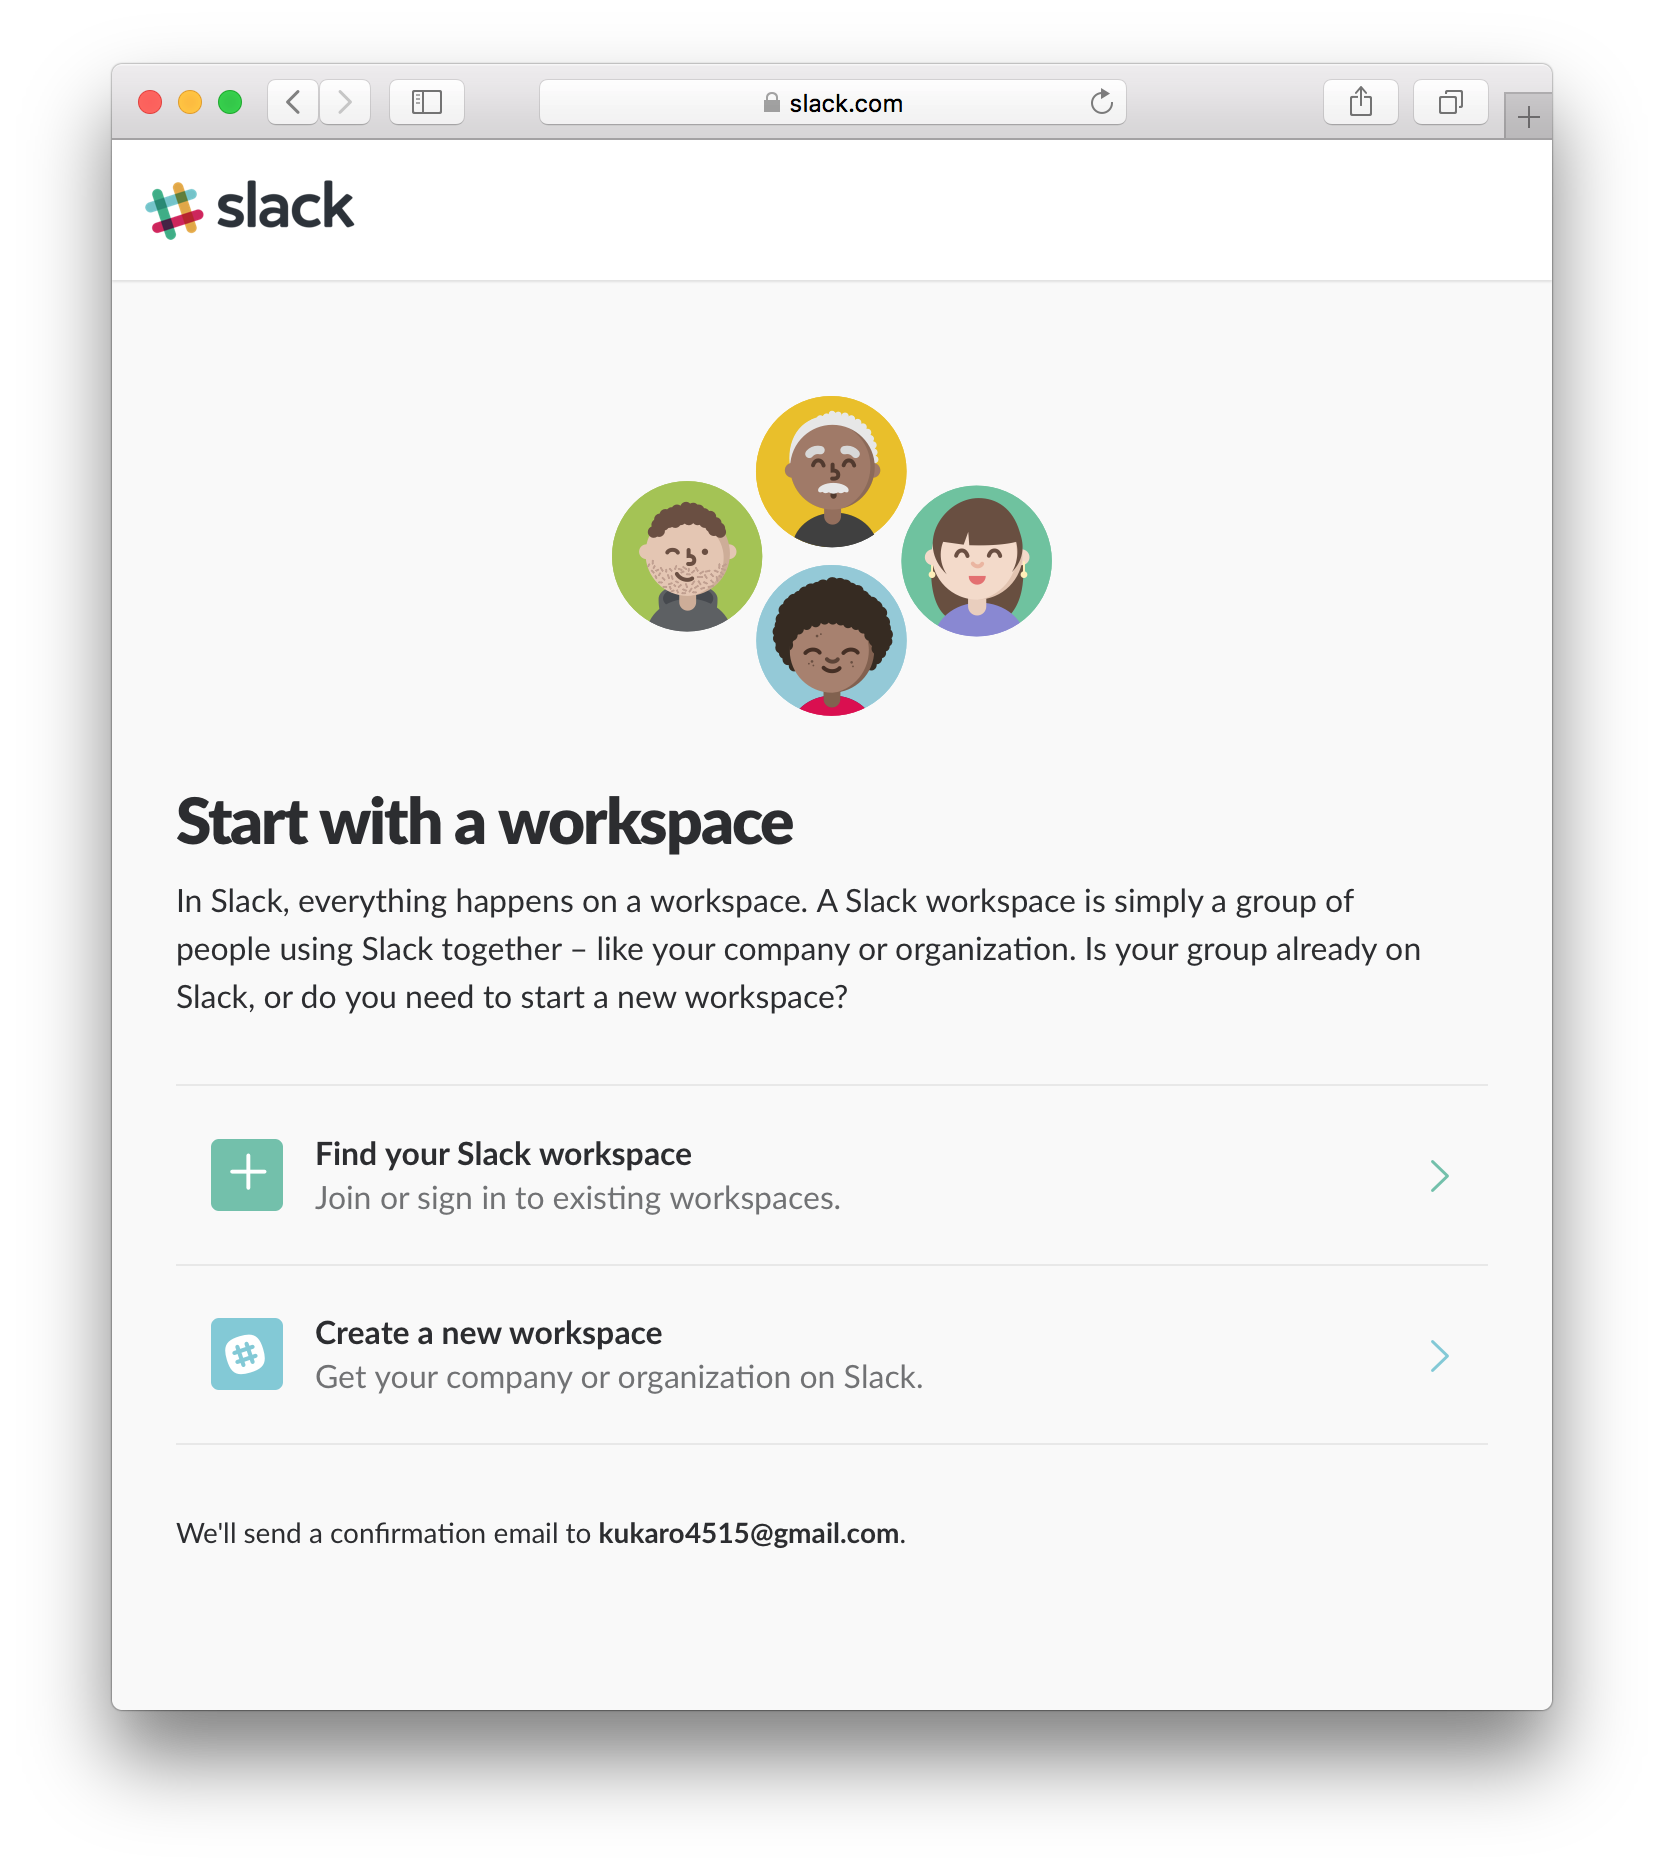 slack.com
slack
Start with a workspace
In Slack, everything happens on a workspace. A Slack workspace is simply a group of
people using Slack together – like your company or organization. Is your group already on
Slack, or do you need to start a new workspace?
Find your Slack workspace
Join or sign in to existing workspaces.
Create a new workspace
Get your company or organization on Slack.
We'll send a confirmation email to kukaro4515@gmail.com.